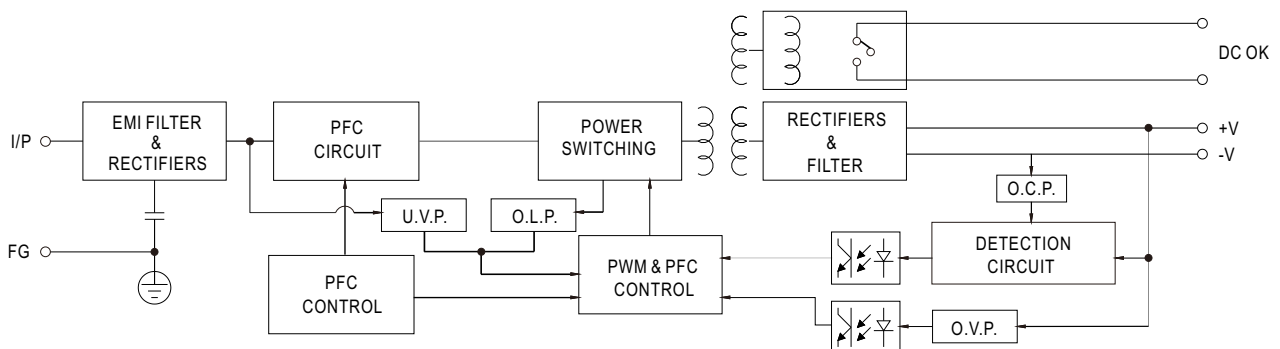 DC OK
I/P
EMI FILTER
&
RECTIFIERS
PFC
CIRCUIT
POWER
SWITCHING
RECTIFIERS
&
FILTER
+V
-V
O.C.P.
U.V.P.
O.L.P.
FG
PFC
CONTROL
PWM & PFC
CONTROL
DETECTION
CIRCUIT
O.V.P.